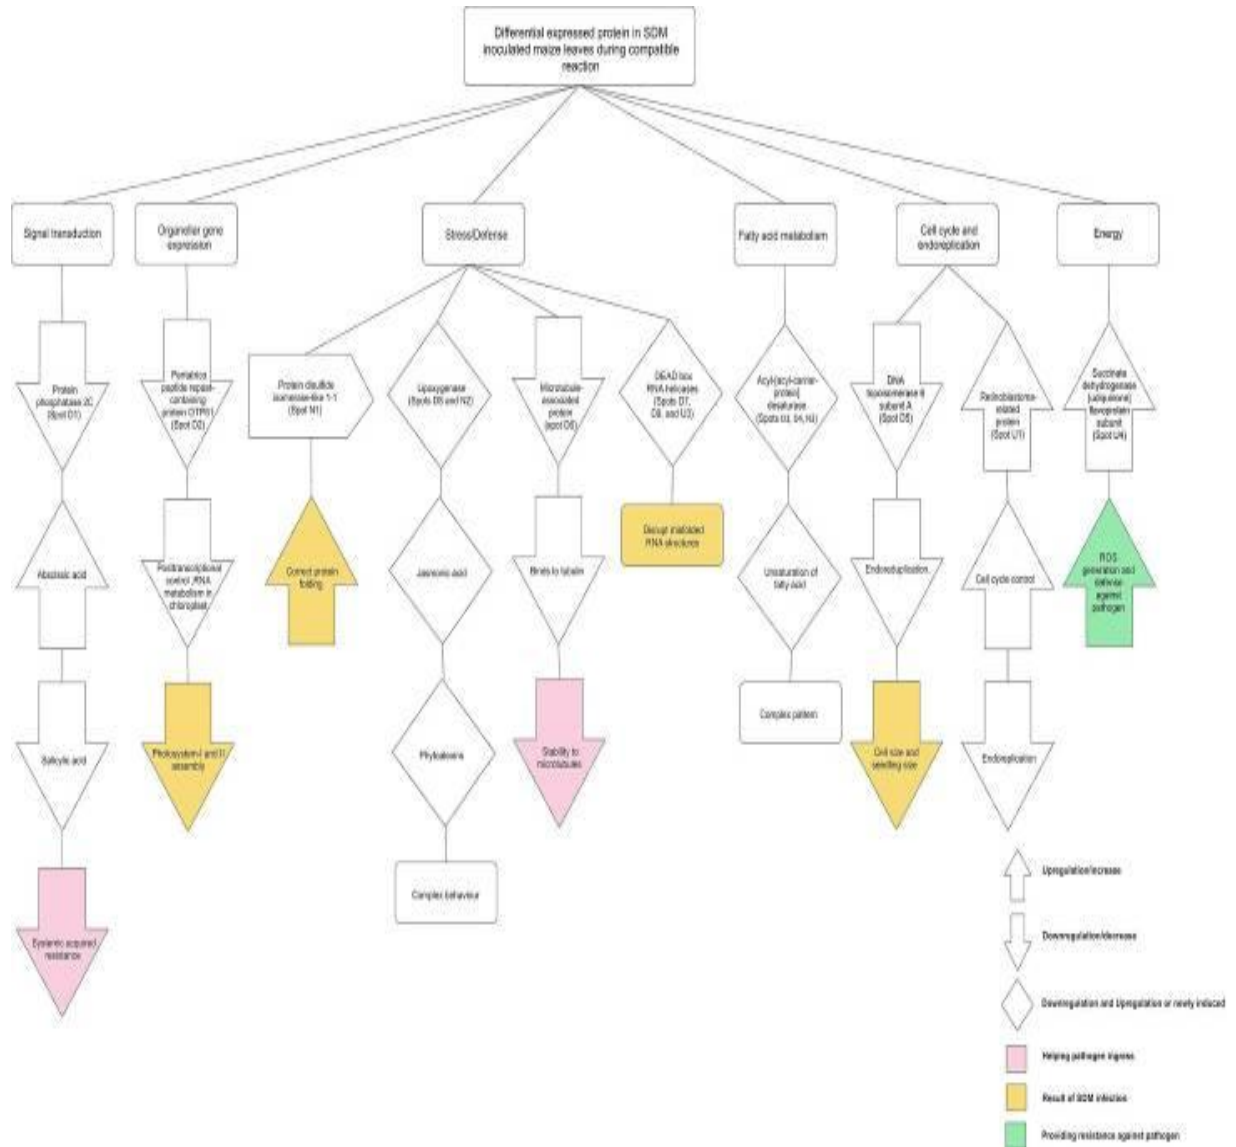 Differential expressed protein in SDM
inoculated maize leaves during compatible
reaction
Signal transduction
Organellar gene
expression
Stress/Defense
Fatty acid metabolism
Cell cycle and
endoreplication
Energy
Protein
phosphatase 2C
(Spot D1)
peptide repeat-
containing protein OTP51
(Spot D2)
Protein disulfide
isomerase-like 1-1
(Spot N1)
Lipoxygenase
(Spots D8 and N2)
Microtubule-
associated
protein
(spot D6)
DEAD box
RNA helicases
(Spots D7,
D9, and U3)
Acyl-[acyl-carrier-
protein]
desaturase
(Spots D3, D4, N3)
DNA
topoisomerase 6
subunit A
(Spot D5)
Retinoblastoma-
related
protein
(Spot U1)
Succinate
dehydrogenase
[ubiquinone]
flavoprotein
subunit
(Spot U4)
Abscissic acid
Posttranscriptional
control ,RNA
metabolism in
chloroplast
Correct protein
folding
Jasmonic acid
Binds to tubulin
Disrupt misfolded
RNA structures
Unsaturation of
fatty acid
Endoreduplication
Cell cycle control
ROS
generation and
defense
against
pathogen
Salicylic acid
Photosystem-I and II
assembly
Phytoalexins
Stability to
microtubules
Complex pattern
Cell size and
seedling size
Endoreplication
Complex behaviour
Systemic acquired
resistance
Upregulation/increase
Downregulation/decrease
Downregulation and Upregulation or newly induced
Helping pathogen ingress
Result of SDM infection
Providing resistance against pathogen